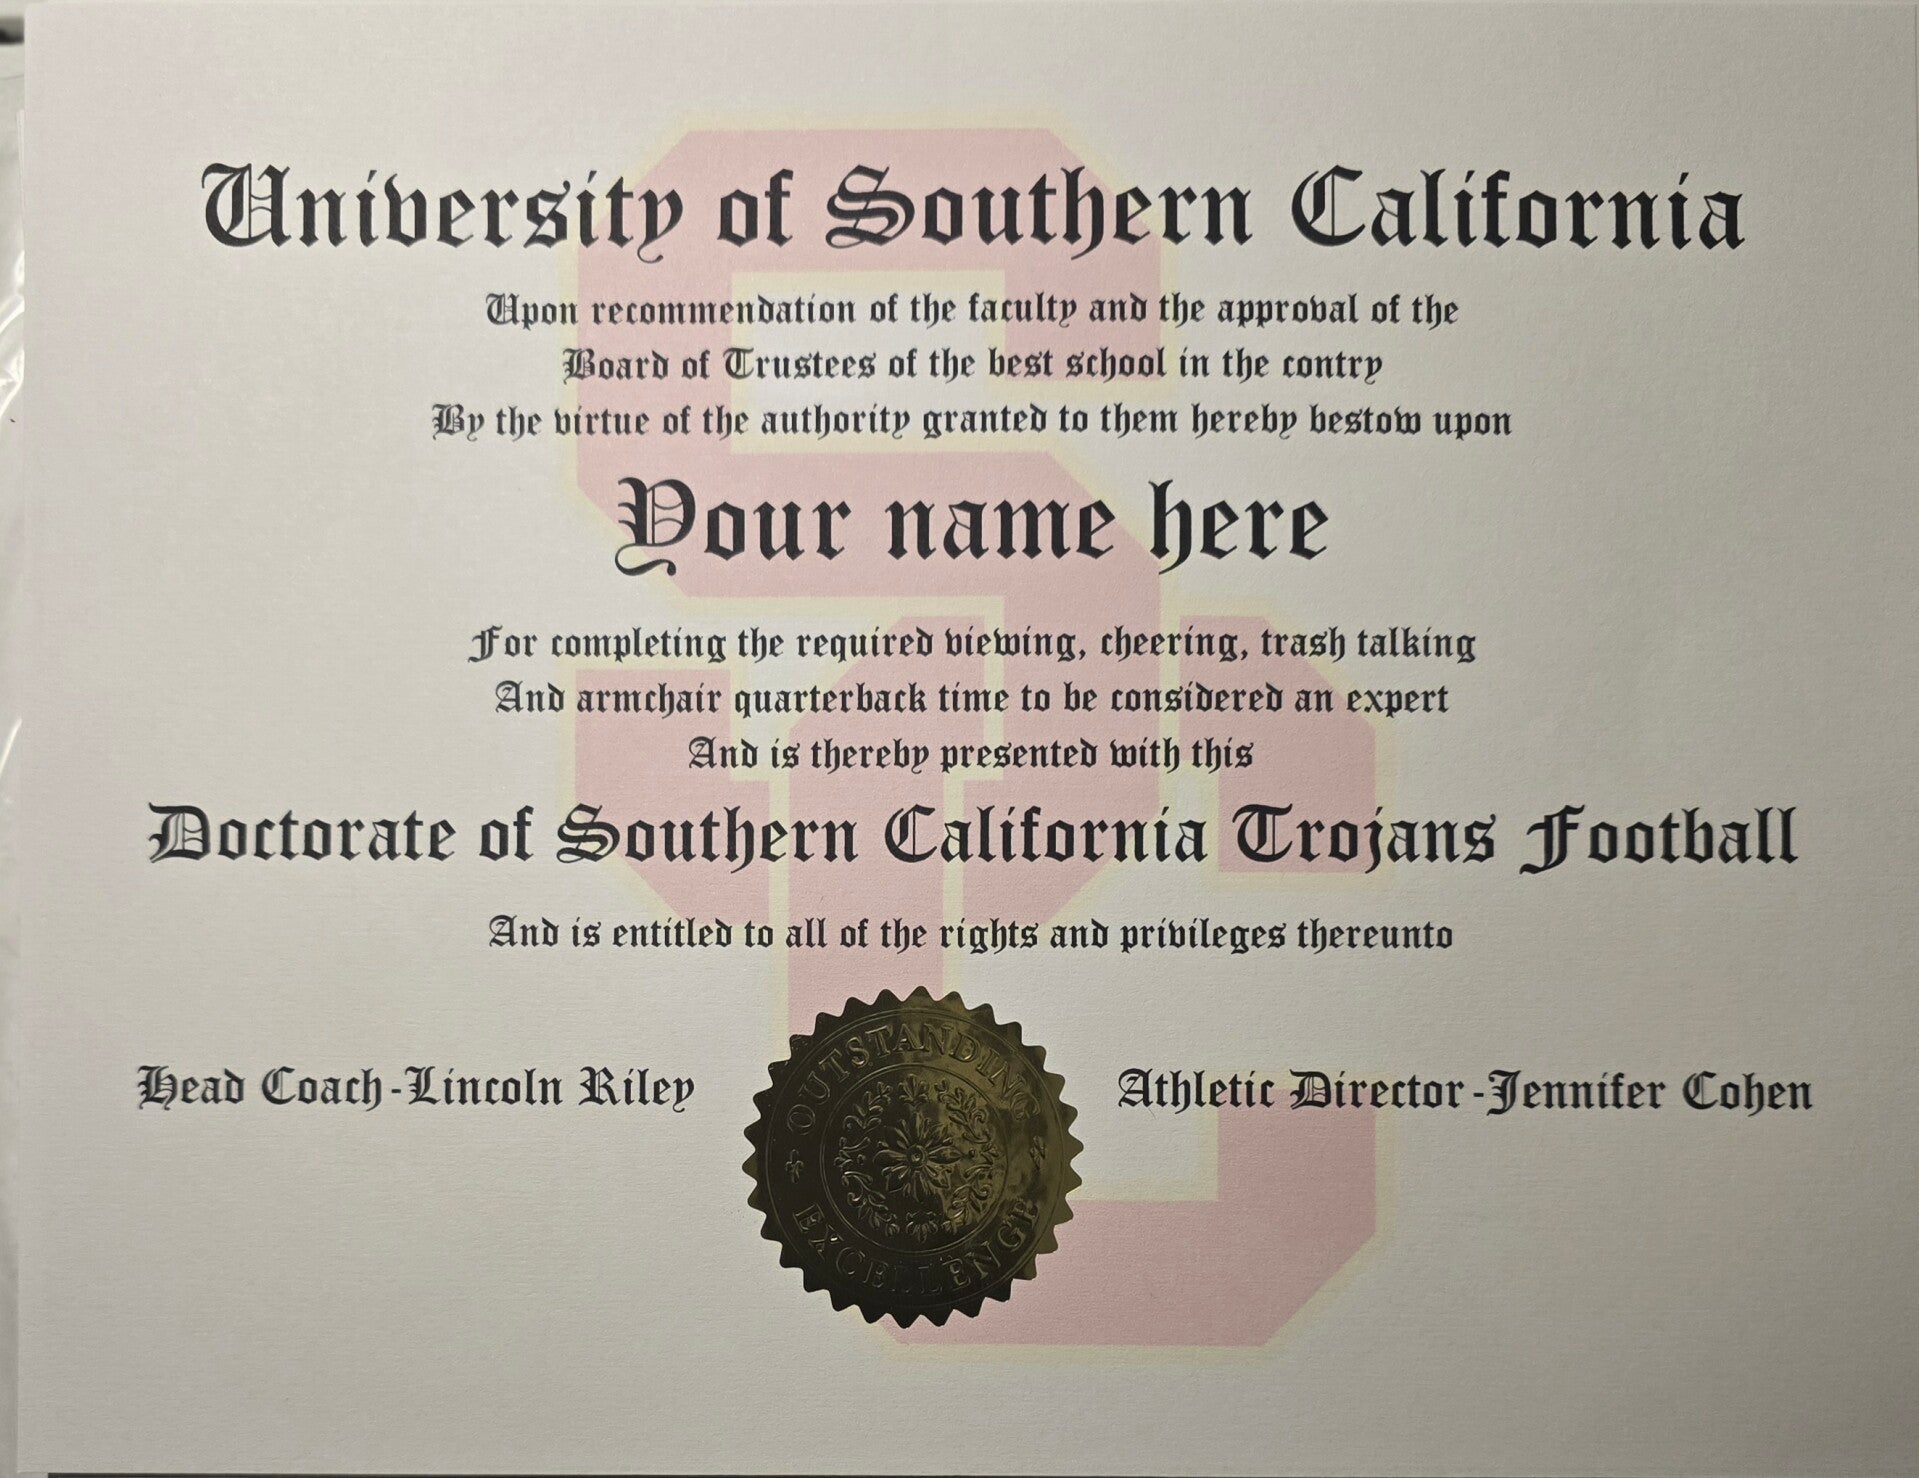 University of Southern California
Upon recommendation of the faculty and the approval of the
Board of Trustees of the best school in the contry
By the virtue of the authority granted to them hereby bestow upon
Your name here
For completing the required viewing, cheering, trash talking
And armchair quarterback time to be considered an expert
And is thereby presented with this
Doctorate of Southern California Trojans Football
And is entitled to all of the rights and privileges thereunto
Head Coach-Lincoln Riley
Athletic Director-Jennifer Cohen
OUTSTANDING
EXCELLENCE
SC